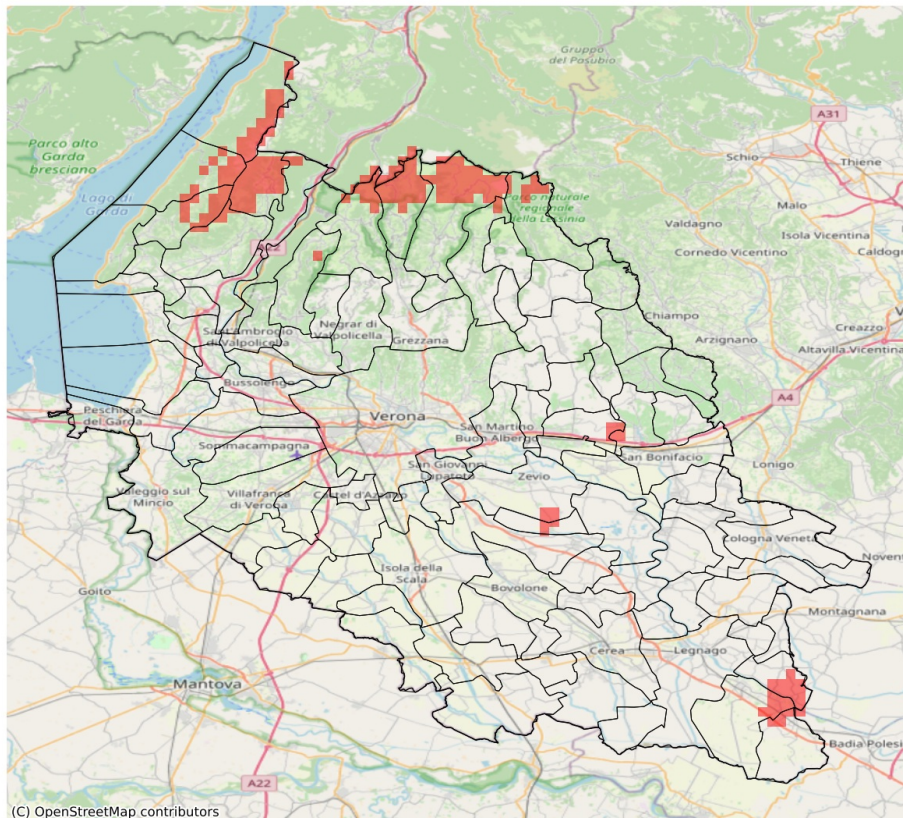 Gruppo
del Pasubio
A31
Schio
Thiene
Parco alto
Garda
bresciano
Lago di
Garda
Malo
Parco naturale
regionale
della Lessinia
Valdagno
Isola Vicentina
A22
Cornedo Vicentino
Caldogn
Chiampo
Sant'Ambrogio
di Valpolicella
Negrar di
Valpolicella
Grezzana
Arzignano
Creazzo
Altavilla Vicentina
Bussolengo
A4
Peschiera
del Garda
Verona
San Martino
Buon Albergo
Sommacampagna
San Bonifacio
San Giovanni
Lupatoto
Zevio
Lonigo
Valeggio sul
Mincio
Villafranca
di Verona
Castel d'Azzano
Cologna Veneta
Isola della
Scala
Bovolone
Goito
Montagnana
Cerea
Legnago
Mantova
Badia Polesi
A22
(C) OpenStreetMap contributors